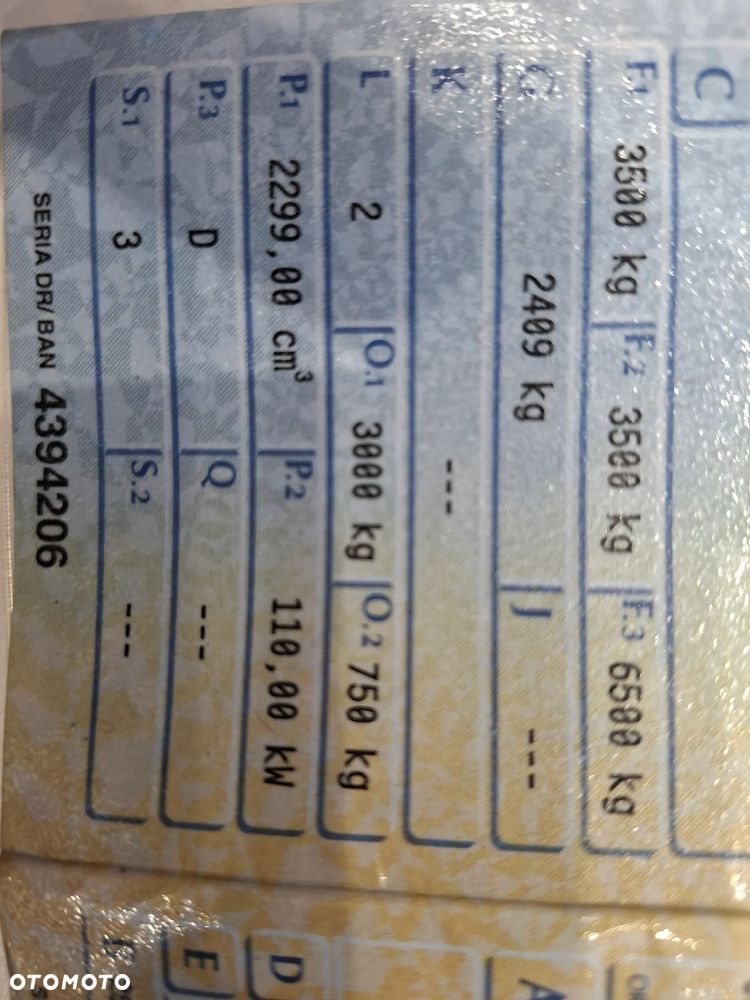 C
F.1 3500 kg F.2 3500 kg F.3 6500 kg
G 2409 kg J ---
K ---
L 2 O.1 3000 kg O.2 750 kg
P.1 2299,00 cm³ P.2 110,00 kW
P.3 D Q ---
S.1 3 S.2 ---
SERIA DR/ BAN 4394206
A
D
E
OTOMOTO